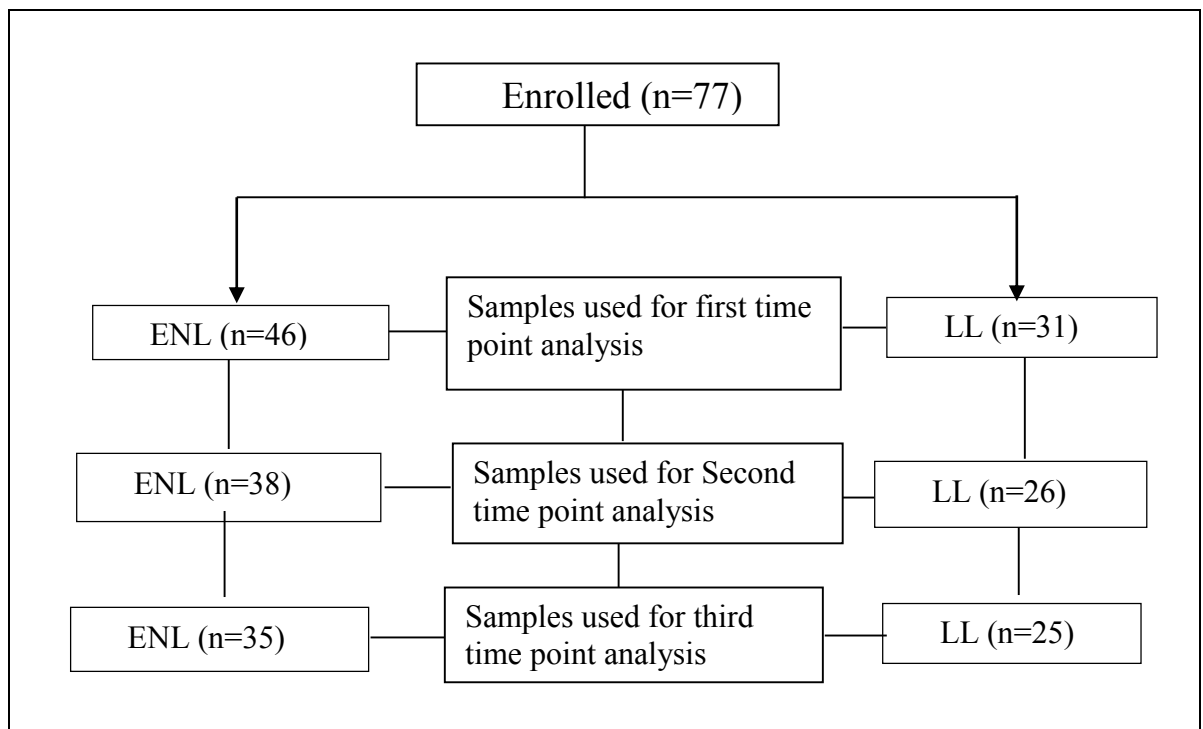 Enrolled (n=77)
ENL (n=46)
Samples used for first time
point analysis
LL (n=31)
ENL (n=38)
Samples used for Second
time point analysis
LL (n=26)
ENL (n=35)
Samples used for third
time point analysis
LL (n=25)